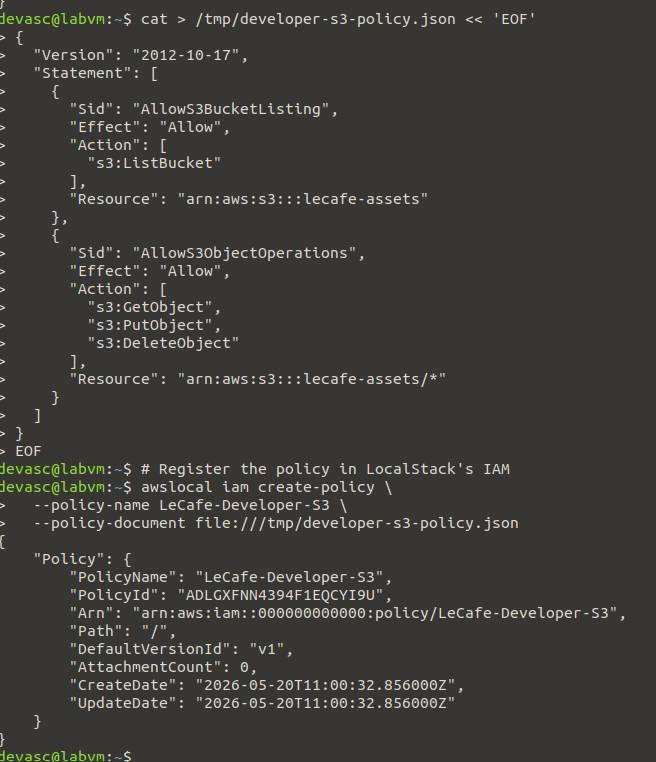 }
devasc@labvm:~$ cat > /tmp/developer-s3-policy.json << 'EOF'
> {
>   "Version": "2012-10-17",
>   "Statement": [
>     {
>       "Sid": "AllowS3BucketListing",
>       "Effect": "Allow",
>       "Action": [
>         "s3:ListBucket"
>       ],
>       "Resource": "arn:aws:s3:::lecafe-assets"
>     },
>     {
>       "Sid": "AllowS3ObjectOperations",
>       "Effect": "Allow",
>       "Action": [
>         "s3:GetObject",
>         "s3:PutObject",
>         "s3:DeleteObject"
>       ],
>       "Resource": "arn:aws:s3:::lecafe-assets/*"
>     }
>   ]
> }
> EOF
devasc@labvm:~$ # Register the policy in LocalStack's IAM
devasc@labvm:~$ awslocal iam create-policy \
>   --policy-name LeCafe-Developer-S3 \
>   --policy-document file:///tmp/developer-s3-policy.json
{
    "Policy": {
        "PolicyName": "LeCafe-Developer-S3",
        "PolicyId": "ADLGXFNN4394F1EQCYI9U",
        "Arn": "arn:aws:iam::000000000000:policy/LeCafe-Developer-S3",
        "Path": "/",
        "DefaultVersionId": "v1",
        "AttachmentCount": 0,
        "CreateDate": "2026-05-20T11:00:32.856000Z",
        "UpdateDate": "2026-05-20T11:00:32.856000Z"
    }
}
devasc@labvm:~$